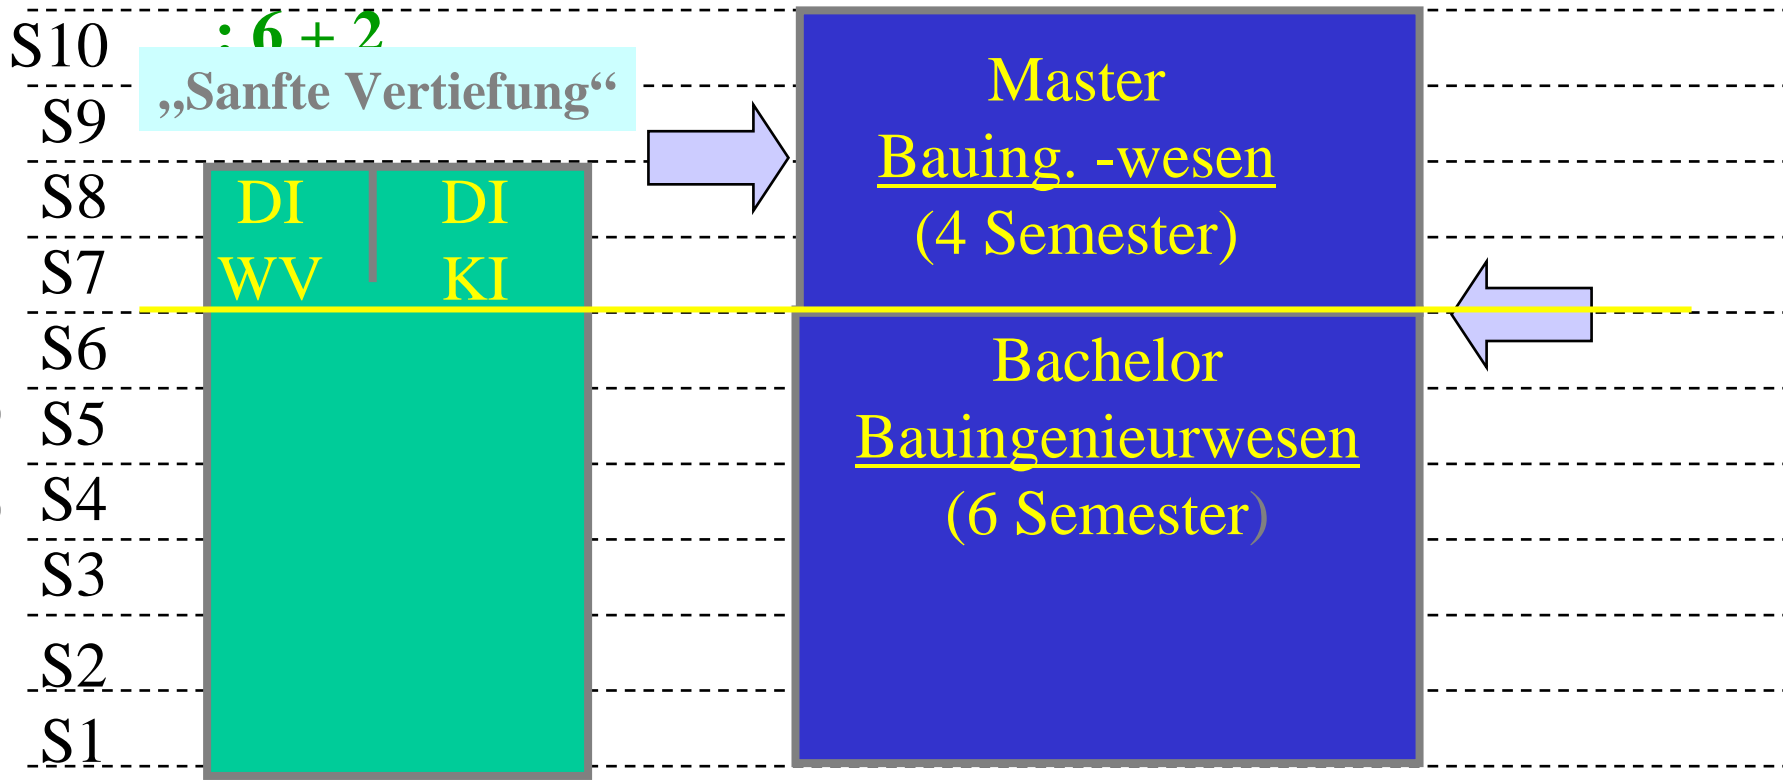 S10
: 6 + 2
„Sanfte Vertiefung“
S9
S8
S7
S6
S5
S4
S3
S2
S1
DI
WV
DI
KI
Master
Bauing. -wesen
(4 Semester)
Bachelor
Bauingenieurwesen
(6 Semester)